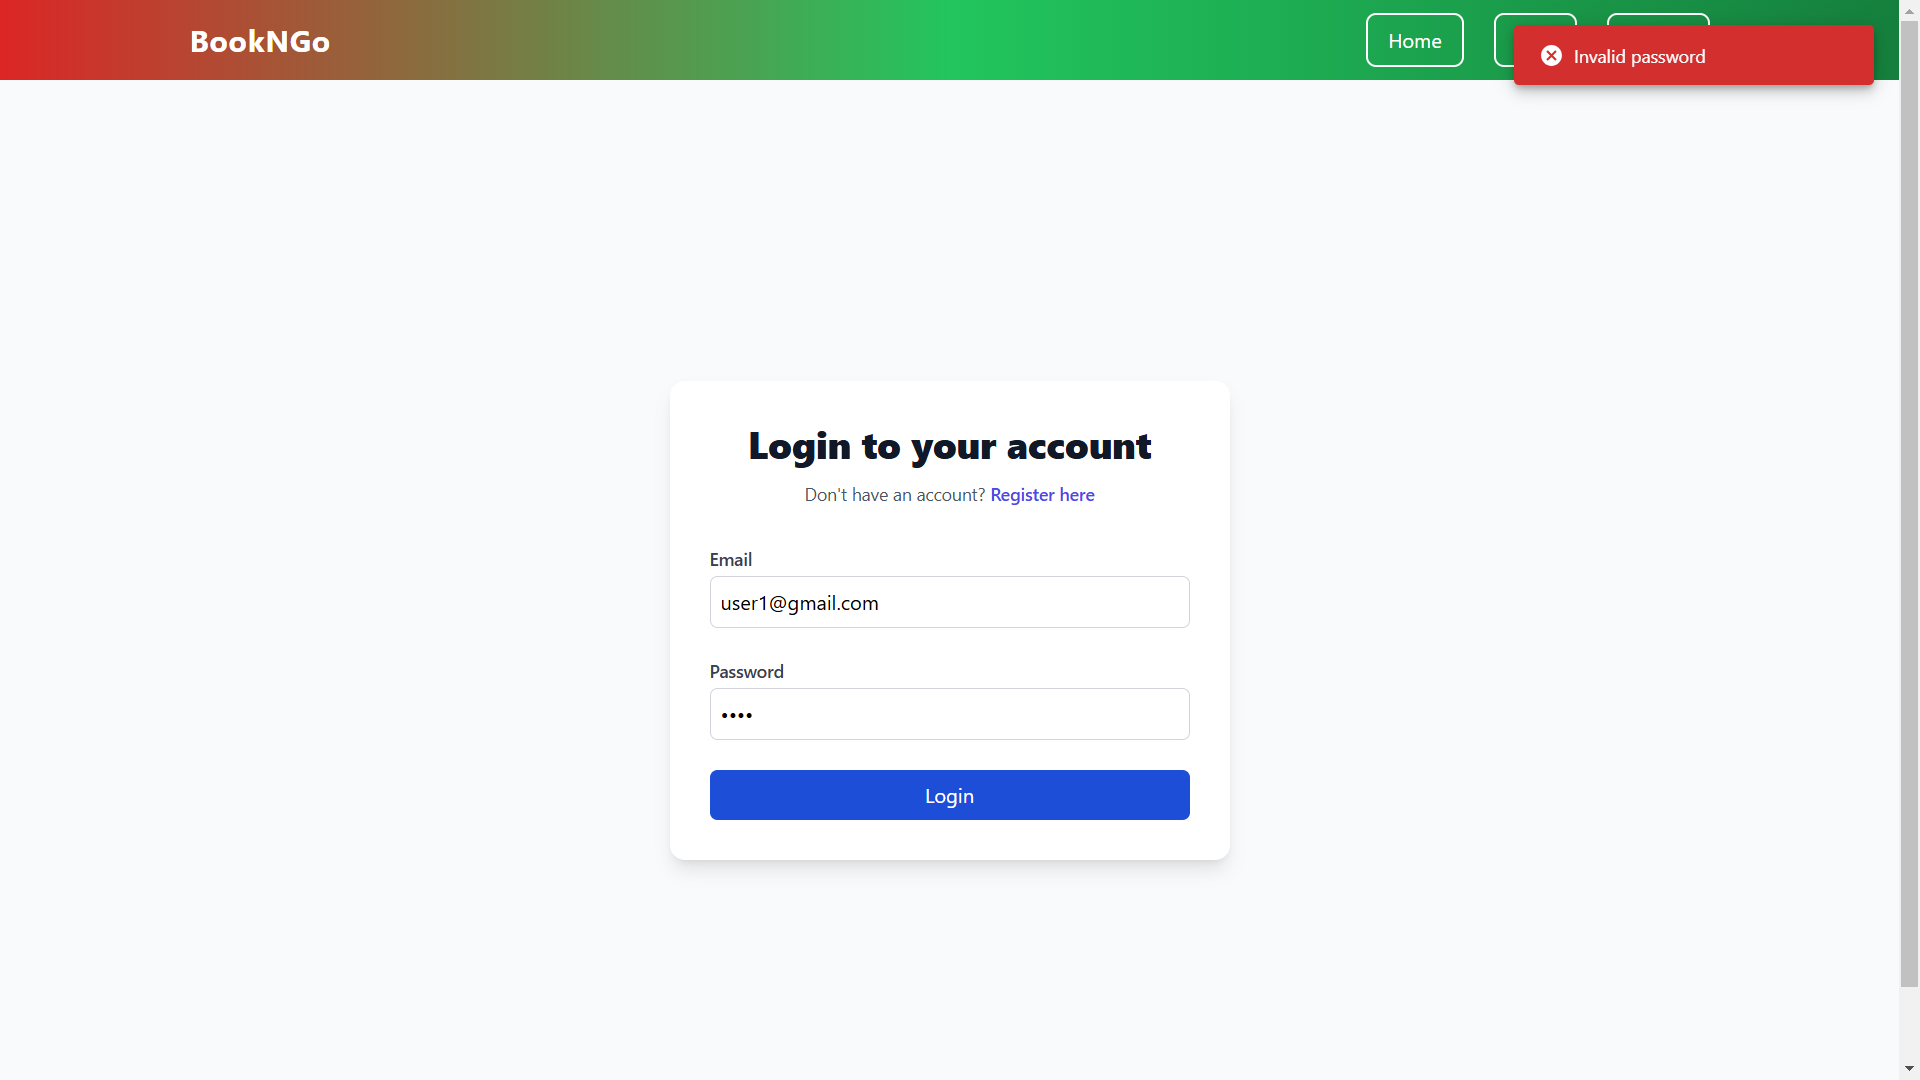 BookNGo
Home
Invalid password
Login to your account
Don't have an account? Register here
Email
user1@gmail.com
Password
••••
Login